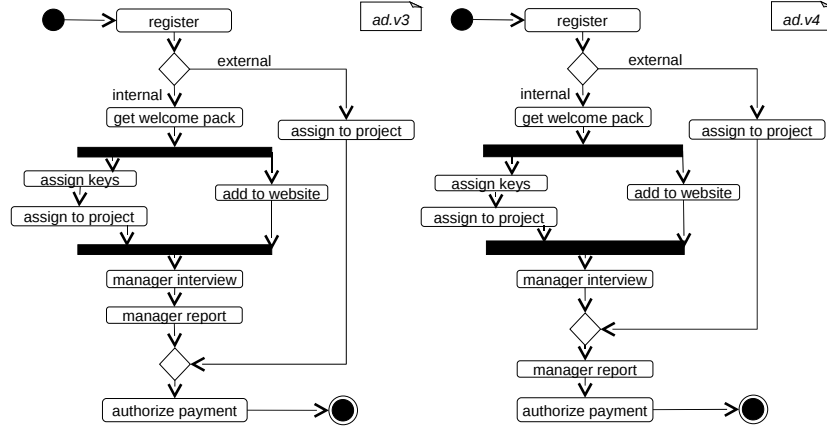 register
ad.v3
external
internal
get welcome pack
assign to project
assign keys
add to website
assign to project
manager interview
manager report
authorize payment
register
ad.v4
external
internal
get welcome pack
assign to project
assign keys
add to website
assign to project
manager interview
manager report
authorize payment